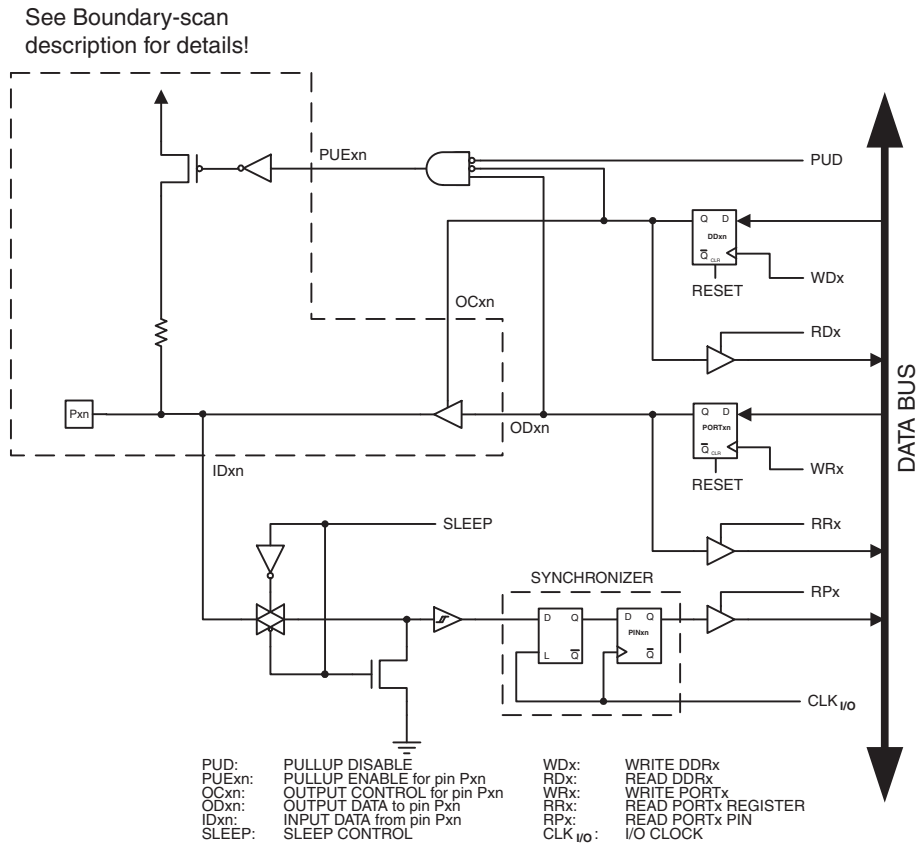 See Boundary-scan
description for details!
PUExn
PUD
Q D
DDxn
Q CLR
RESET
WDx
OCxn
RDx
Pxn
ODxn
Q D
PORTxn
Q CLR
RESET
WRx
IDxn
DATA BUS
SLEEP
RRx
SYNCHRONIZER
RPx
D Q
L Q
D Q
PINxn
Q
CLK I/O
PUD: PULLUP DISABLE
PUExn: PULLUP ENABLE for pin Pxn
OCxn: OUTPUT CONTROL for pin Pxn
ODxn: OUTPUT DATA to pin Pxn
IDxn: INPUT DATA from pin Pxn
SLEEP: SLEEP CONTROL
WDx: WRITE DDRx
RDx: READ DDRx
WRx: WRITE PORTx
RRx: READ PORTx REGISTER
RPx: READ PORTx PIN
CLK I/O: I/O CLOCK